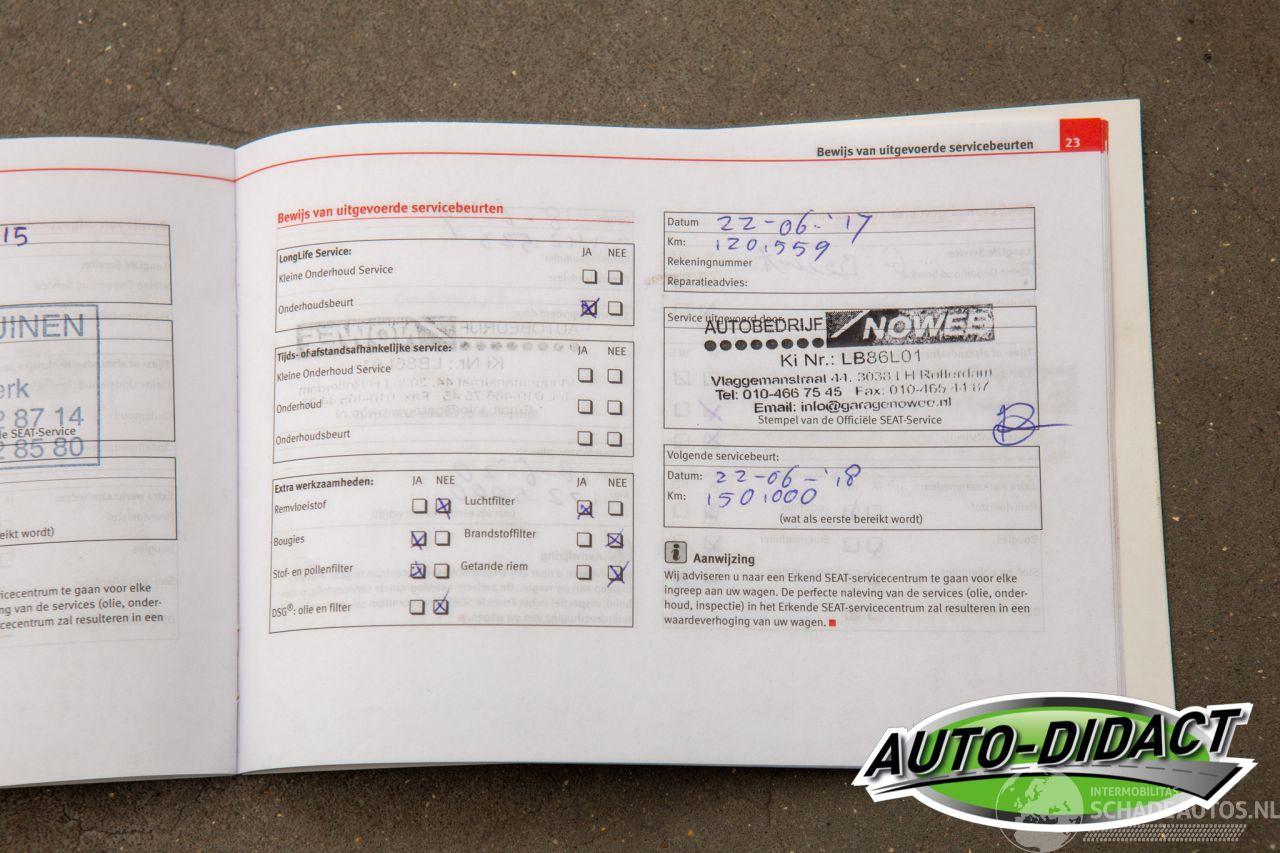 Bewijs van uitgevoerde servicebeurten 23
15
UINEN
erk
2 87 14
le SEAT-Service
2 85 80
ikt wordt)
vicecentrum te gaan voor elke
ng van de services (olie, onder-
cecentrum zal resulteren in een
Bewijs van uitgevoerde servicebeurten
LongLife Service: JA NEE
Kleine Onderhoud Service
Onderhoudsbeurt
Tijds- of afstandsafhankelijke service: JA NEE
Kleine Onderhoud Service
Onderhoud
Onderhoudsbeurt
Extra werkzaamheden: JA NEE JA NEE
Remvloeistof Luchtfilter
Bougies Brandstoffilter
Stof- en pollenfilter Getande riem
DSG®: olie en filter
Datum 22-06-'17
Km: 120.559
Rekeningnummer
Reparatieadvies:
Service uitgevoerd door
AUTOBEDRIJF NOWEE
Ki Nr.: LB86L01
Vlaggemanstraat 44, 3038 LH Rotterdam
Tel: 010-466 75 45 Fax: 010-465 44 87
Email: info@garagenowee.nl
Stempel van de Officiële SEAT-Service
Volgende servicebeurt:
Datum: 22-06-'18
Km: 150.000
(wat als eerste bereikt wordt)
i Aanwijzing
Wij adviseren u naar een Erkend SEAT-servicecentrum te gaan voor elke
ingreep aan uw wagen. De perfecte naleving van de services (olie, onder-
houd, inspectie) in het Erkende SEAT-servicecentrum zal resulteren in een
waardeverhoging van uw wagen.
AUTO-DIDACT
INTERMOBILITAS
SCHADEAUTOS.NL